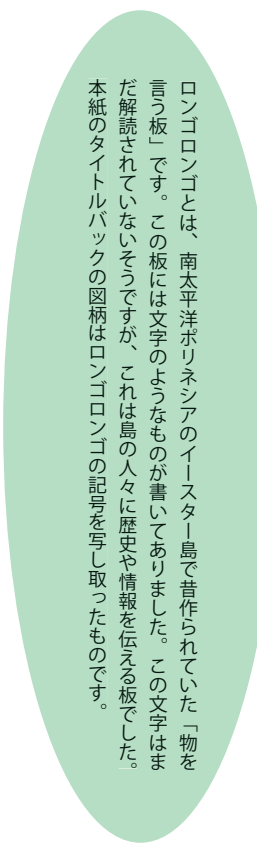 ロンゴロンゴとは、南太平洋ポリネシアのイースター島で昔作られていた「物を
言う板」です。この板には文字のようなものが書いてありました。この文字はま
だ解読されていないそうですが、これは島の人々に歴史や情報を伝える板でした。
本紙のタイトルバックの図柄はロンゴロンゴの記号を写し取ったものです。